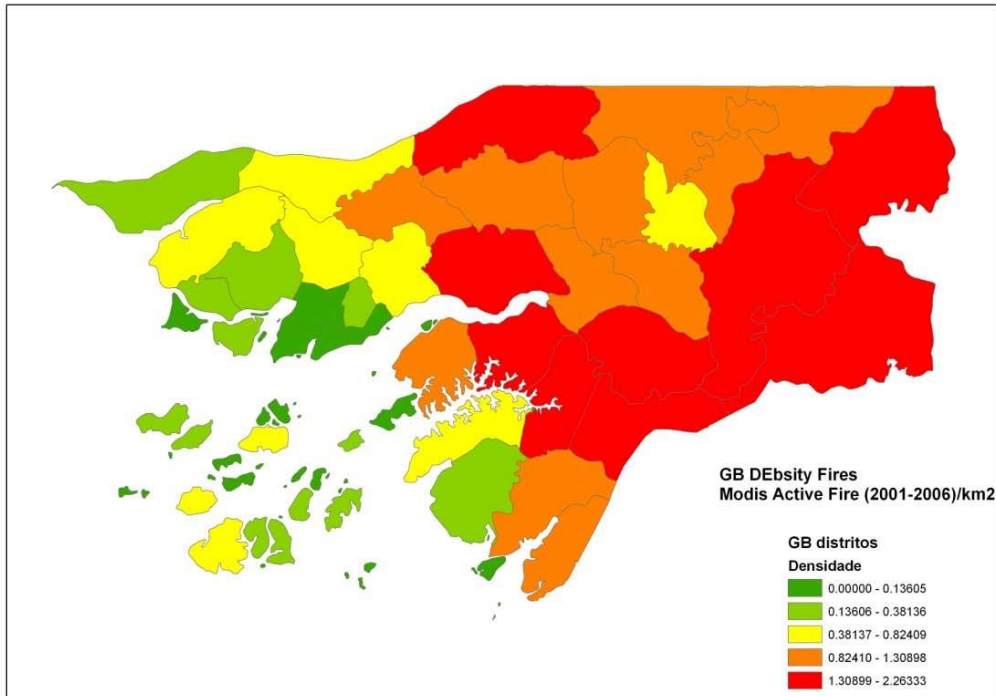 GB DEbsity Fires
Modis Active Fire (2001-2006)/km2
GB distritos
Densidade
0.00000 - 0.13605
0.13606 - 0.38136
0.38137 - 0.82409
0.82410 - 1.30898
1.30899 - 2.26333